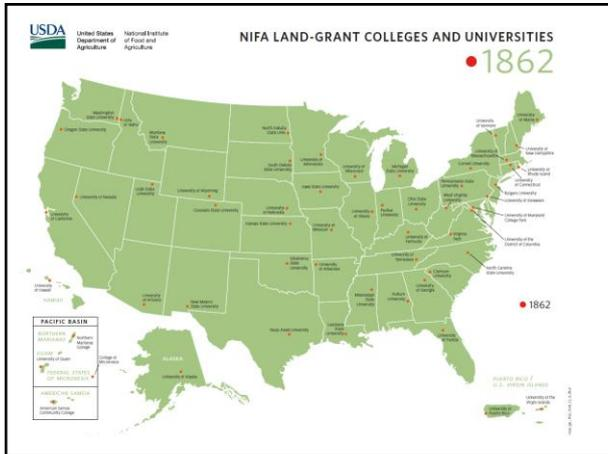 USDA
United States
Department of
Agriculture
National Institute
of Food and
Agriculture
NIFA LAND-GRANT COLLEGES AND UNIVERSITIES
1862
Washington
State University
University
of Idaho
Oregon State University
Montana
State
University
North Dakota
State Univ.
University of
Minnesota
South Dakota
State University
University of
Wisconsin
Michigan
State University
University
of Maine
University
of Vermont
University of
New Hampshire
University of
Massachusetts
University of
Rhode Island
University
of Connecticut
Cornell University
Rutgers University
Pennsylvania State
University
University of Delaware
West Virginia
University
University of Maryland
College Park
University of the
District of Columbia
University of Nevada
University
of California
Utah State
University
University of Wyoming
Colorado State University
University
of Nebraska
Iowa State University
Kansas State University
University of
Missouri
University
of Illinois
Purdue
University
Ohio State
University
University of
Kentucky
Virginia
Tech
University of
Tennessee
North Carolina
State University
Clemson
University
University
of Georgia
Auburn
University
Mississippi
State
University
University
of Arkansas
Oklahoma
State
University
University of
Arizona
New Mexico
State University
Texas A&M University
Louisiana
State
University
University
of Florida
1862
University
of Hawaii
HAWAII
PACIFIC BASIN
NORTHERN
MARIANAS
Northern
Marianas
College
GUAM
University of Guam
College of
Micronesia
FEDERAL STATES
OF MICRONESIA
AMERICAN SAMOA
American Samoa
Community College
ALASKA
University of Alaska
PUERTO RICO /
U.S. VIRGIN ISLANDS
University of the
Virgin Islands
University of
Puerto Rico